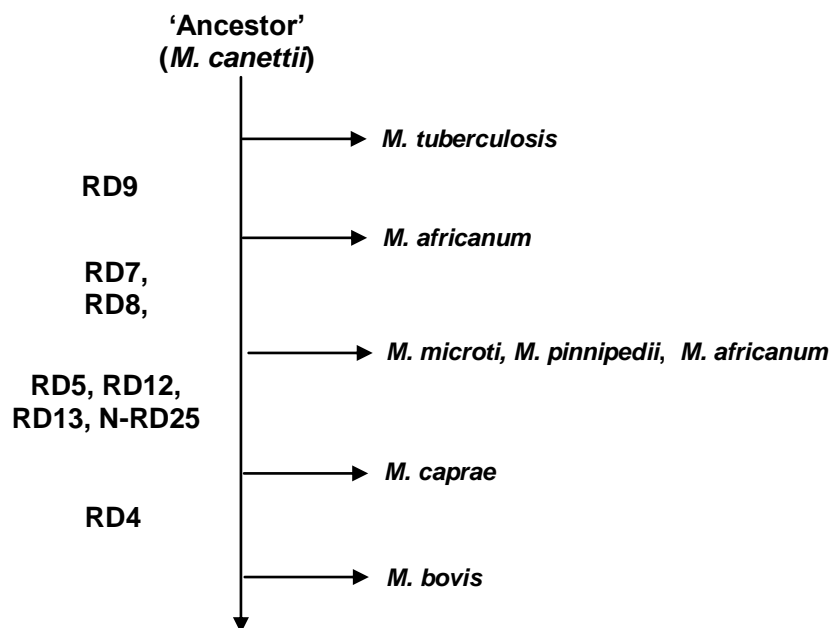 ‘Ancestor’
(M. canettii)
M. tuberculosis
RD9
M. africanum
RD7,
RD8,
M. microti, M. pinnipedii, M. africanum
RD5, RD12,
RD13, N-RD25
M. caprae
RD4
M. bovis